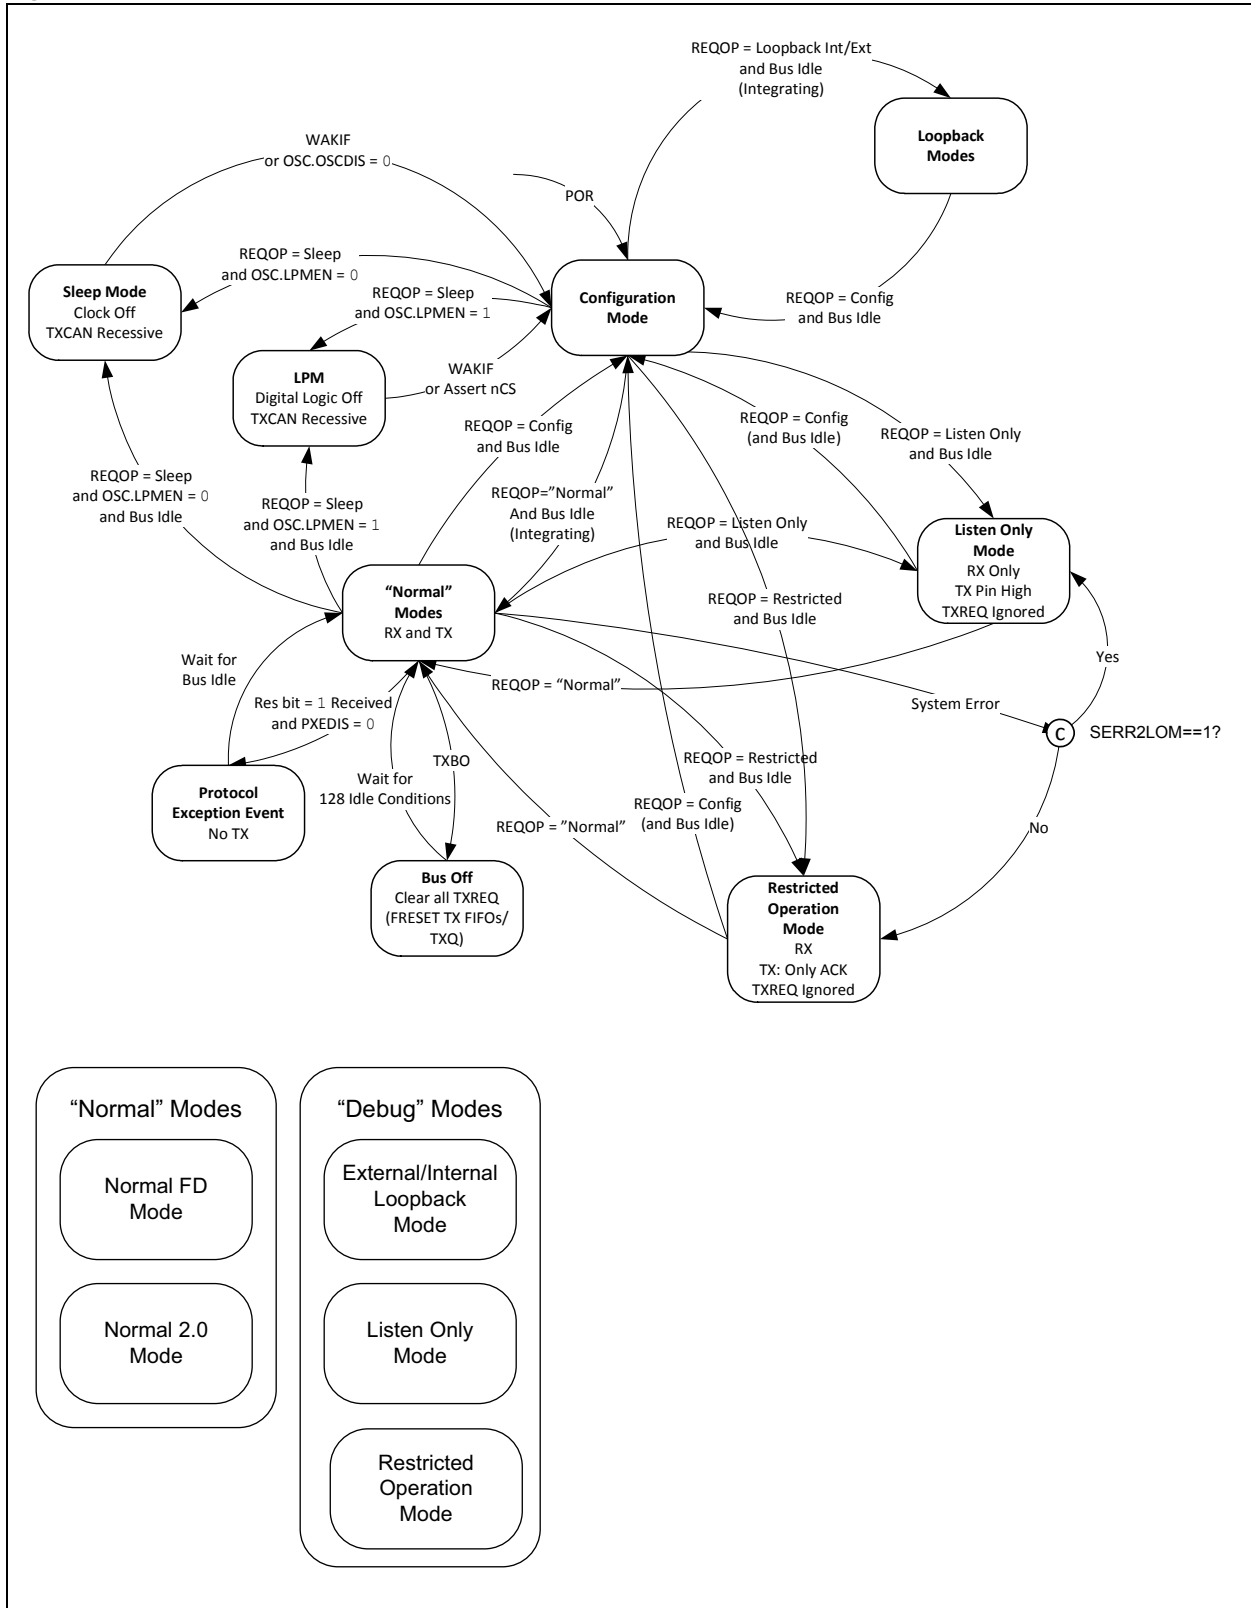 REQOP = Loopback Int/Ext
and Bus Idle
(Integrating)
Loopback
Modes
WAKIF
or OSC.OSCDIS = 0
POR
REQOP = Sleep
and OSC.LPMEN = 0
Sleep Mode
Clock Off
TXCAN Recessive
REQOP = Sleep
and OSC.LPMEN = 1
Configuration
Mode
REQOP = Config
and Bus Idle
LPM
Digital Logic Off
TXCAN Recessive
WAKIF
or Assert nCS
REQOP = Config
and Bus Idle
REQOP = Config
(and Bus Idle)
REQOP = Listen Only
and Bus Idle
REQOP = Sleep
and OSC.LPMEN = 0
and Bus Idle
REQOP = Sleep
and OSC.LPMEN = 1
and Bus Idle
REQOP="Normal"
And Bus Idle
(Integrating)
REQOP = Listen Only
and Bus Idle
Listen Only
Mode
RX Only
TX Pin High
TXREQ Ignored
“Normal”
Modes
RX and TX
REQOP = Restricted
and Bus Idle
Wait for
Bus Idle
Yes
Res bit = 1 Received
and PXEDIS = 0
REQOP = “Normal”
System Error
C
SERR2LOM==1?
TXBO
REQOP = Restricted
and Bus Idle
Wait for
128 Idle Conditions
Protocol
Exception Event
No TX
REQOP = ”Normal”
REQOP = Config
(and Bus Idle)
No
Bus Off
Clear all TXREQ
(FRESET TX FIFOs/
TXQ)
Restricted
Operation
Mode
RX
TX: Only ACK
TXREQ Ignored
“Normal” Modes
Normal FD
Mode
Normal 2.0
Mode
“Debug” Modes
External/Internal
Loopback
Mode
Listen Only
Mode
Restricted
Operation
Mode